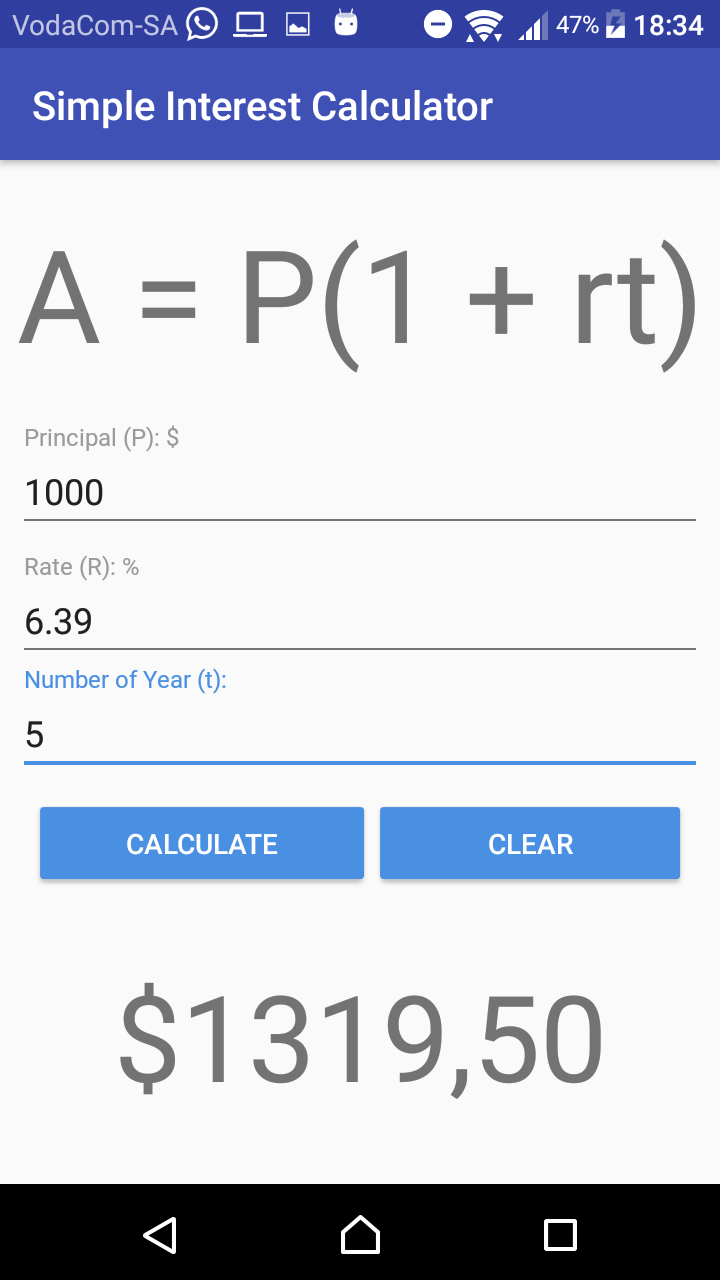 VodaCom-SA 47% 18:34
Simple Interest Calculator
A = P(1 + rt)
Principal (P): $
1000
Rate (R): %
6.39
Number of Year (t):
5
CALCULATE CLEAR
$1319,50